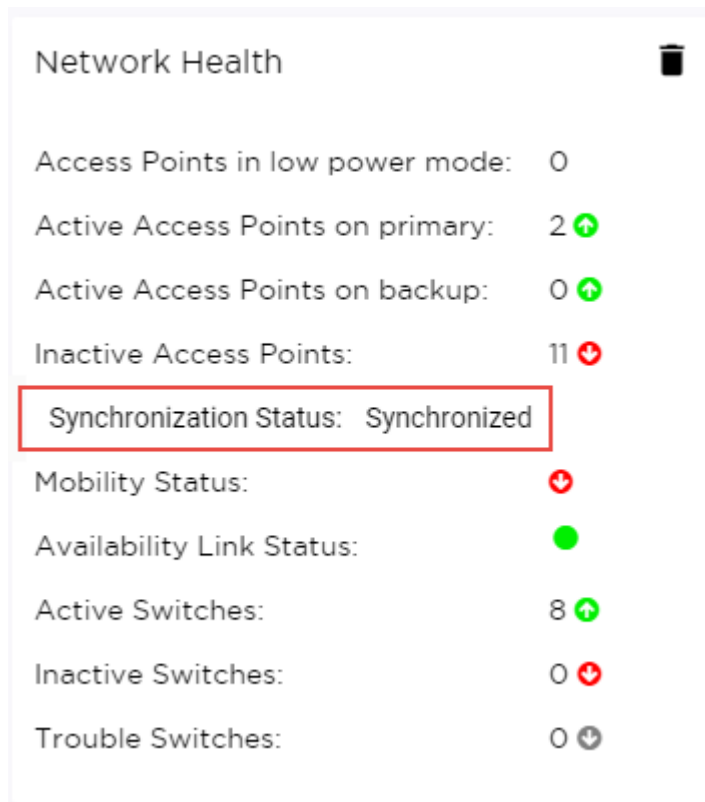 Network Health
Access Points in low power mode: 0
Active Access Points on primary: 2
Active Access Points on backup: 0
Inactive Access Points: 11
Synchronization Status: Synchronized
Mobility Status:
Availability Link Status:
Active Switches: 8
Inactive Switches: 0
Trouble Switches: 0